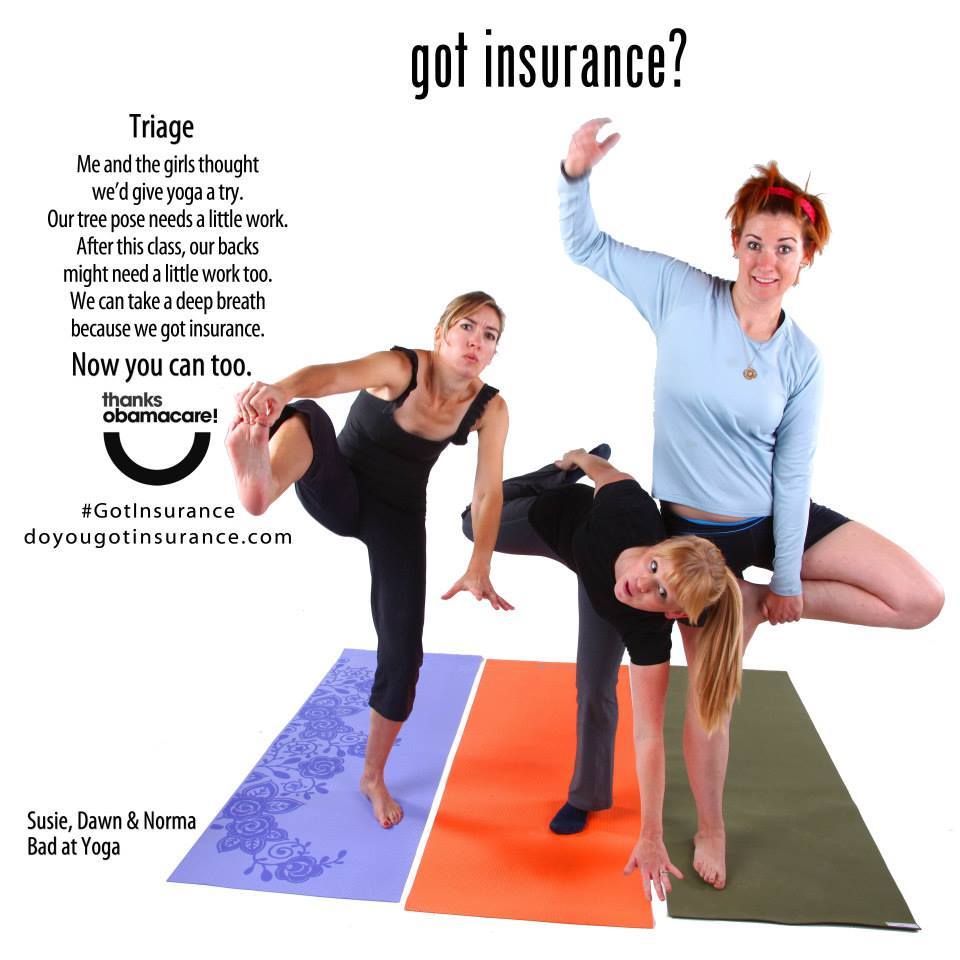 got insurance?
Triage
Me and the girls thought
we'd give yoga a try.
Our tree pose needs a little work.
After this class, our backs
might need a little work too.
We can take a deep breath
because we got insurance.
Now you can too.
thanks
obamacare!
#GotInsurance
doyougotinsurance.com
Susie, Dawn & Norma
Bad at Yoga